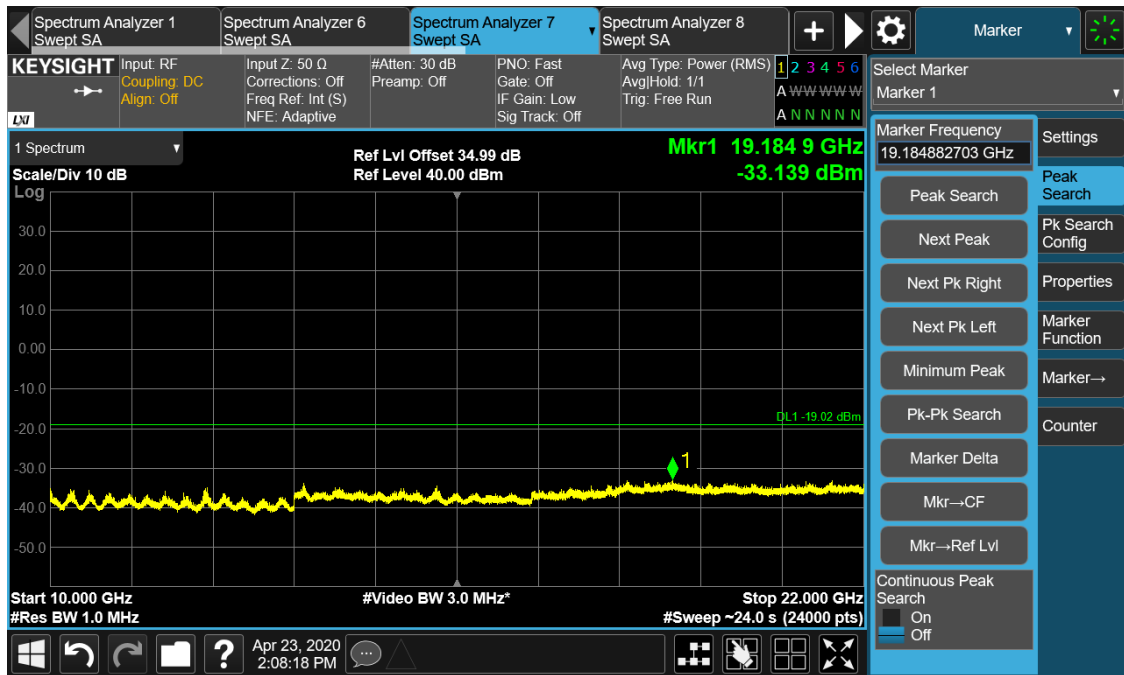 Spectrum Analyzer 1
Swept SA
Spectrum Analyzer 6
Swept SA
Spectrum Analyzer 7
Swept SA
Spectrum Analyzer 8
Swept SA
+
Marker
KEYSIGHT
LXI
Input: RF
Coupling: DC
Align: Off
Input Z: 50 Ω
Corrections: Off
Freq Ref: Int (S)
NFE: Adaptive
#Atten: 30 dB
Preamp: Off
PNO: Fast
Gate: Off
IF Gain: Low
Sig Track: Off
Avg Type: Power (RMS)
Avg|Hold: 1/1
Trig: Free Run
1 2 3 4 5 6
A W W W W W
A N N N N N
Select Marker
Marker 1
1 Spectrum
Scale/Div 10 dB
Log
Ref Lvl Offset 34.99 dB
Ref Level 40.00 dBm
Mkr1 19.184 9 GHz
-33.139 dBm
30.0
20.0
10.0
0.00
-10.0
-20.0
-30.0
-40.0
-50.0
DL1 -19.02 dBm
1
Start 10.000 GHz
#Res BW 1.0 MHz
#Video BW 3.0 MHz*
Stop 22.000 GHz
#Sweep ~24.0 s (24000 pts)
Marker Frequency
19.184882703 GHz
Peak Search
Next Peak
Next Pk Right
Next Pk Left
Minimum Peak
Pk-Pk Search
Marker Delta
Mkr→CF
Mkr→Ref Lvl
Continuous Peak
Search
On
Off
Settings
Peak
Search
Pk Search
Config
Properties
Marker
Function
Marker→
Counter
?
Apr 23, 2020
2:08:18 PM